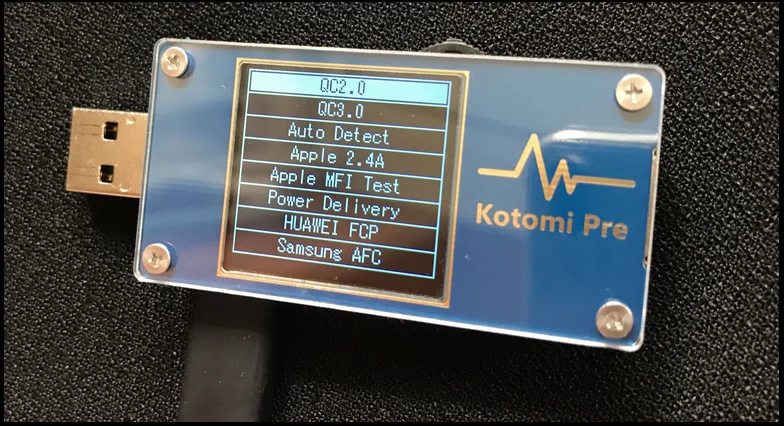 QC2.0
QC3.0
Auto Detect
Apple 2.4A
Apple MFI Test
Power Delivery
HUAWEI FCP
Samsung AFC
Kotomi Pre